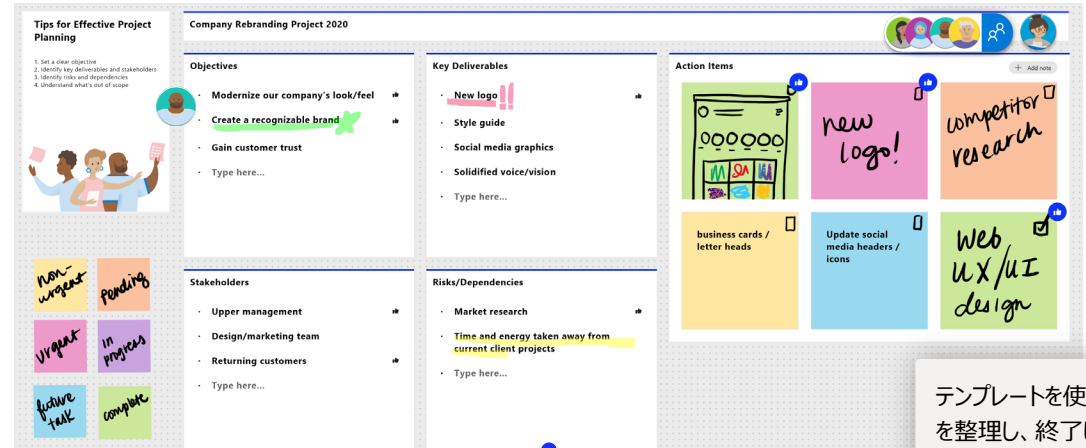 Tips for Effective Project
Planning
1. Set a clear objective
2. Identify key deliverables and stakeholders
3. Identify risks and dependencies
4. Understand what's out of scope
Company Rebranding Project 2020
Objectives
· Modernize our company's look/feel
· Create a recognizable brand
· Gain customer trust
· Type here...
Key Deliverables
· New logo
· Style guide
· Social media graphics
· Solidified voice/vision
· Type here...
Action Items
+ Add note
new
logo!
competitor
research
business cards /
letter heads
Update social
media headers /
icons
Web
UX/UI
design
non-
urgent
pending
urgent
in
progress
future
task
complete
Stakeholders
· Upper management
· Design/marketing team
· Returning customers
· Type here...
Risks/Dependencies
· Market research
· Time and energy taken away from
current client projects
· Type here...
テンプレートを使
を整理し、終了